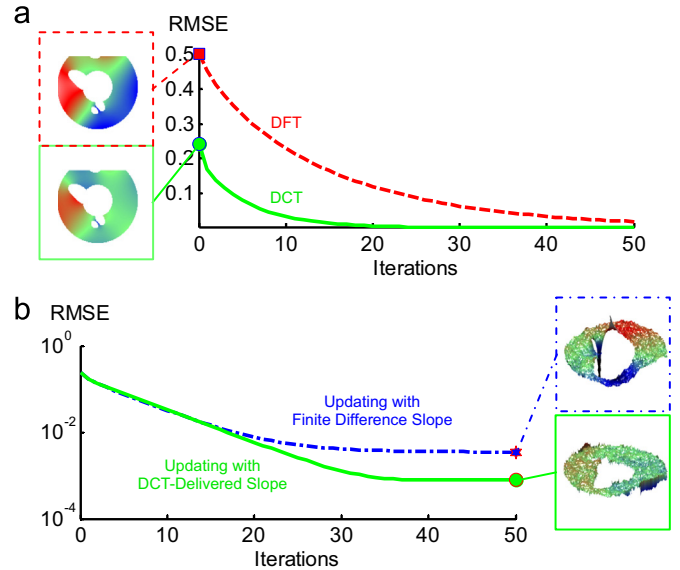 a
RMSE
0.5
0.4
0.3
0.2
0.1
DFT
DCT
0
10
20
30
40
50
Iterations
b
RMSE
10^0
10^-2
10^-4
Updating with
Finite Difference Slope
Updating with
DCT-Delivered Slope
0
10
20
30
40
50
Iterations